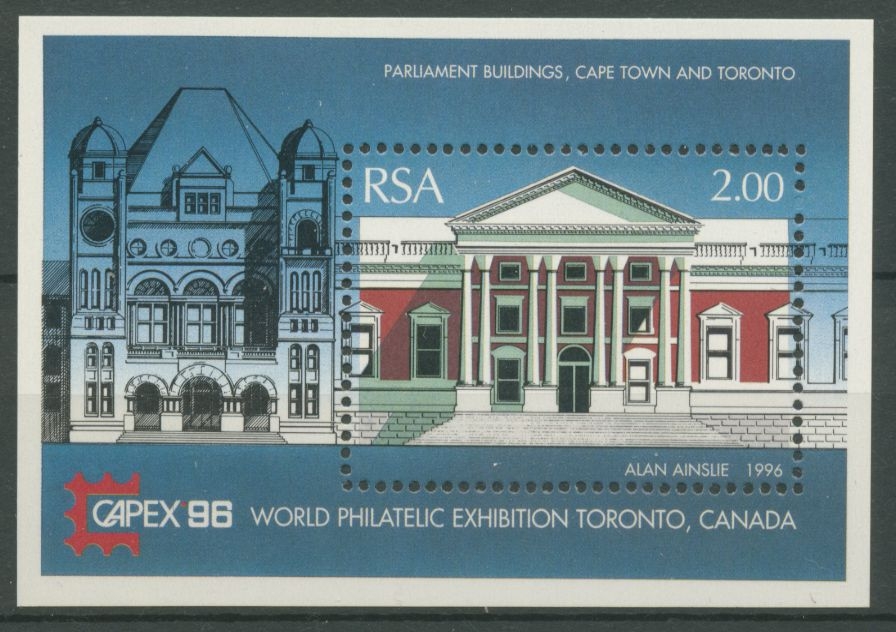 PARLIAMENT BUILDINGS, CAPE TOWN AND TORONTO
RSA 2.00
ALAN AINSLIE 1996
CAPEX '96 WORLD PHILATELIC EXHIBITION TORONTO, CANADA